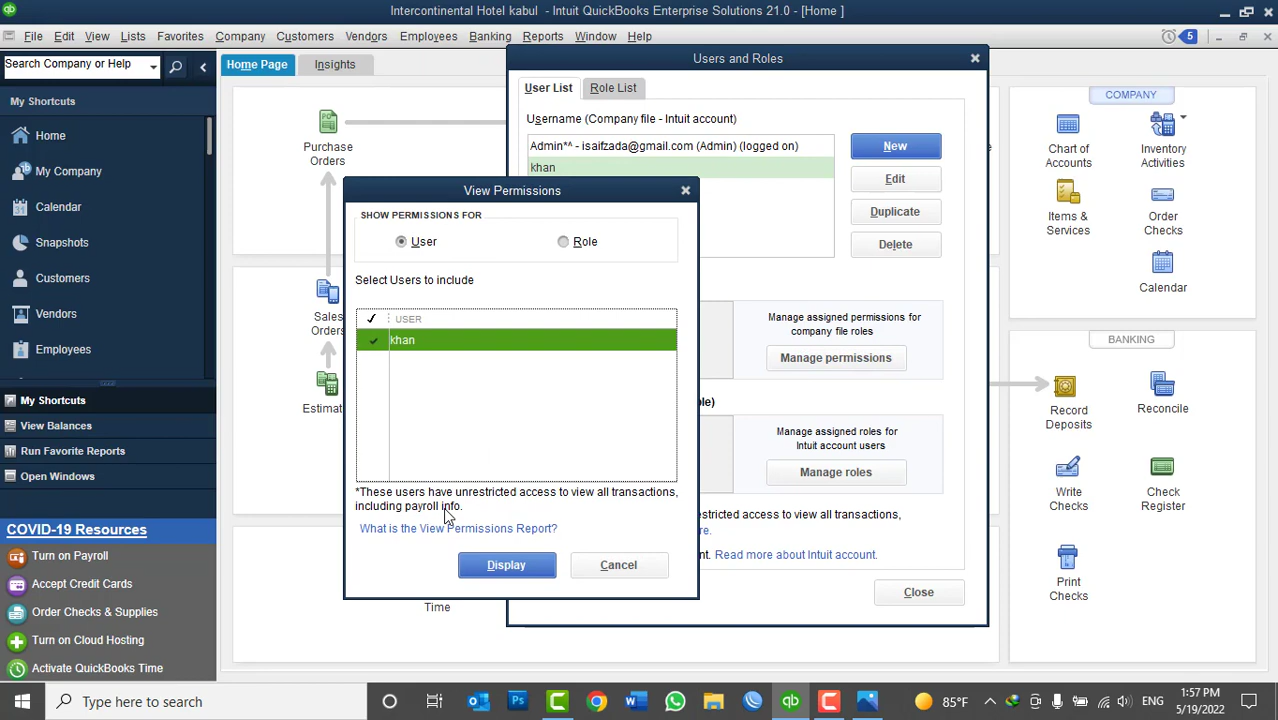 Intercontinental Hotel kabul - Intuit QuickBooks Enterprise Solutions 21.0 - [Home ]
File Edit View Lists Favorites Company Customers Vendors Employees Banking Reports Window Help
5
Search Company or Help
Home Page Insights
My Shortcuts
Home
My Company
Calendar
Snapshots
Customers
Vendors
Employees
My Shortcuts
View Balances
Run Favorite Reports
Open Windows
COVID-19 Resources
Turn on Payroll
Accept Credit Cards
Order Checks & Supplies
Turn on Cloud Hosting
Activate QuickBooks Time
Purchase
Orders
Sales
Orders
Time
Users and Roles
User List Role List
Username (Company file - Intuit account)
Admin*^ - isaifzada@gmail.com (Admin) (logged on)
khan
New
Edit
Duplicate
Delete
Manage assigned permissions for
company file roles
Manage permissions
Manage assigned roles for
Intuit account users
Manage roles
access to view all transactions,
Read more about Intuit account.
Close
View Permissions
SHOW PERMISSIONS FOR
User Role
Select Users to include
USER
khan
*These users have unrestricted access to view all transactions,
including payroll info.
What is the View Permissions Report?
Display Cancel
COMPANY
Chart of
Accounts
Inventory
Activities
Items &
Services
Order
Checks
Calendar
BANKING
Record
Deposits
Reconcile
Write
Checks
Check
Register
Print
Checks
Type here to search
85°F
ENG
1:57 PM
5/19/2022